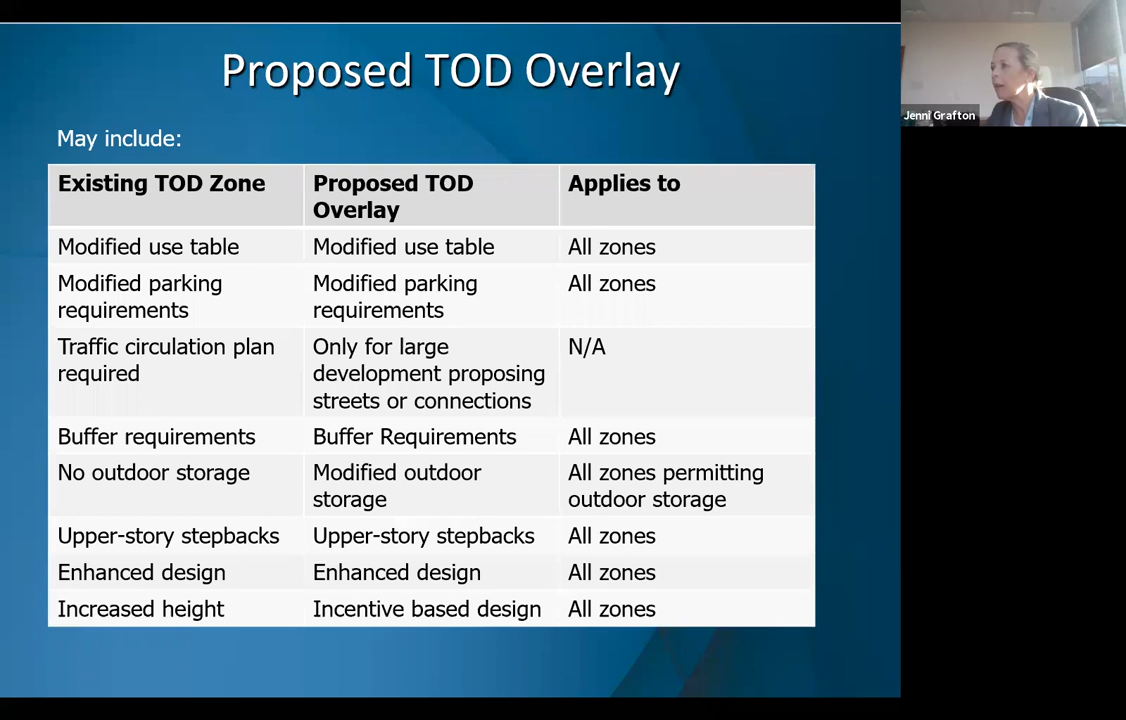 Proposed TOD Overlay
Jenni Grafton
May include:
Existing TOD Zone
Proposed TOD
Overlay
Applies to
Modified use table
Modified use table
All zones
Modified parking
requirements
Modified parking
requirements
All zones
Traffic circulation plan
required
Only for large
development proposing
streets or connections
N/A
Buffer requirements
Buffer Requirements
All zones
No outdoor storage
Modified outdoor
storage
All zones permitting
outdoor storage
Upper-story stepbacks
Upper-story stepbacks
All zones
Enhanced design
Enhanced design
All zones
Increased height
Incentive based design
All zones